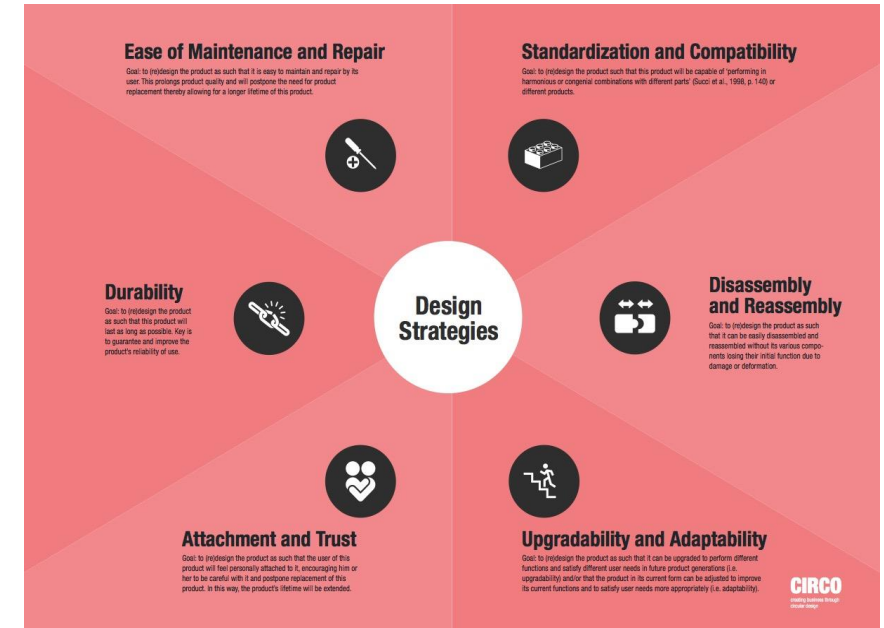 Ease of Maintenance and Repair
Goal: to (re)design the product as such that it is easy to maintain and repair by its
user. This prolongs product quality and will postpone the need for product
replacement thereby allowing for a longer lifetime of this product.
Standardization and Compatibility
Goal: to (re)design the product such that this product will be capable of 'performing in
harmonious or congenial combinations with different parts' (Succi et al., 1998, p. 140) or
different products.
Durability
Goal: to (re)design the product
as such that this product will
last as long as possible. Key is
to guarantee and improve the
product's reliability of use.
Design
Strategies
Disassembly
and Reassembly
Goal: to (re)design the product as such
that it can be easily disassembled and
reassembled without its various compo-
nents losing their initial function due to
damage or deformation.
Attachment and Trust
Goal: to (re)design the product as such that the user of this
product will feel personally attached to it, encouraging him or
her to be careful with it and postpone replacement of this
product. In this way, the product's lifetime will be extended.
Upgradability and Adaptability
Goal: to (re)design the product as such that it can be upgraded to perform different
functions and satisfy different user needs in future product generations (i.e.
upgradability) and/or that the product in its current form can be adjusted to improve
its current functions and to satisfy user needs more appropriately (i.e. adaptability).
CIRCO
creating business through
circular design